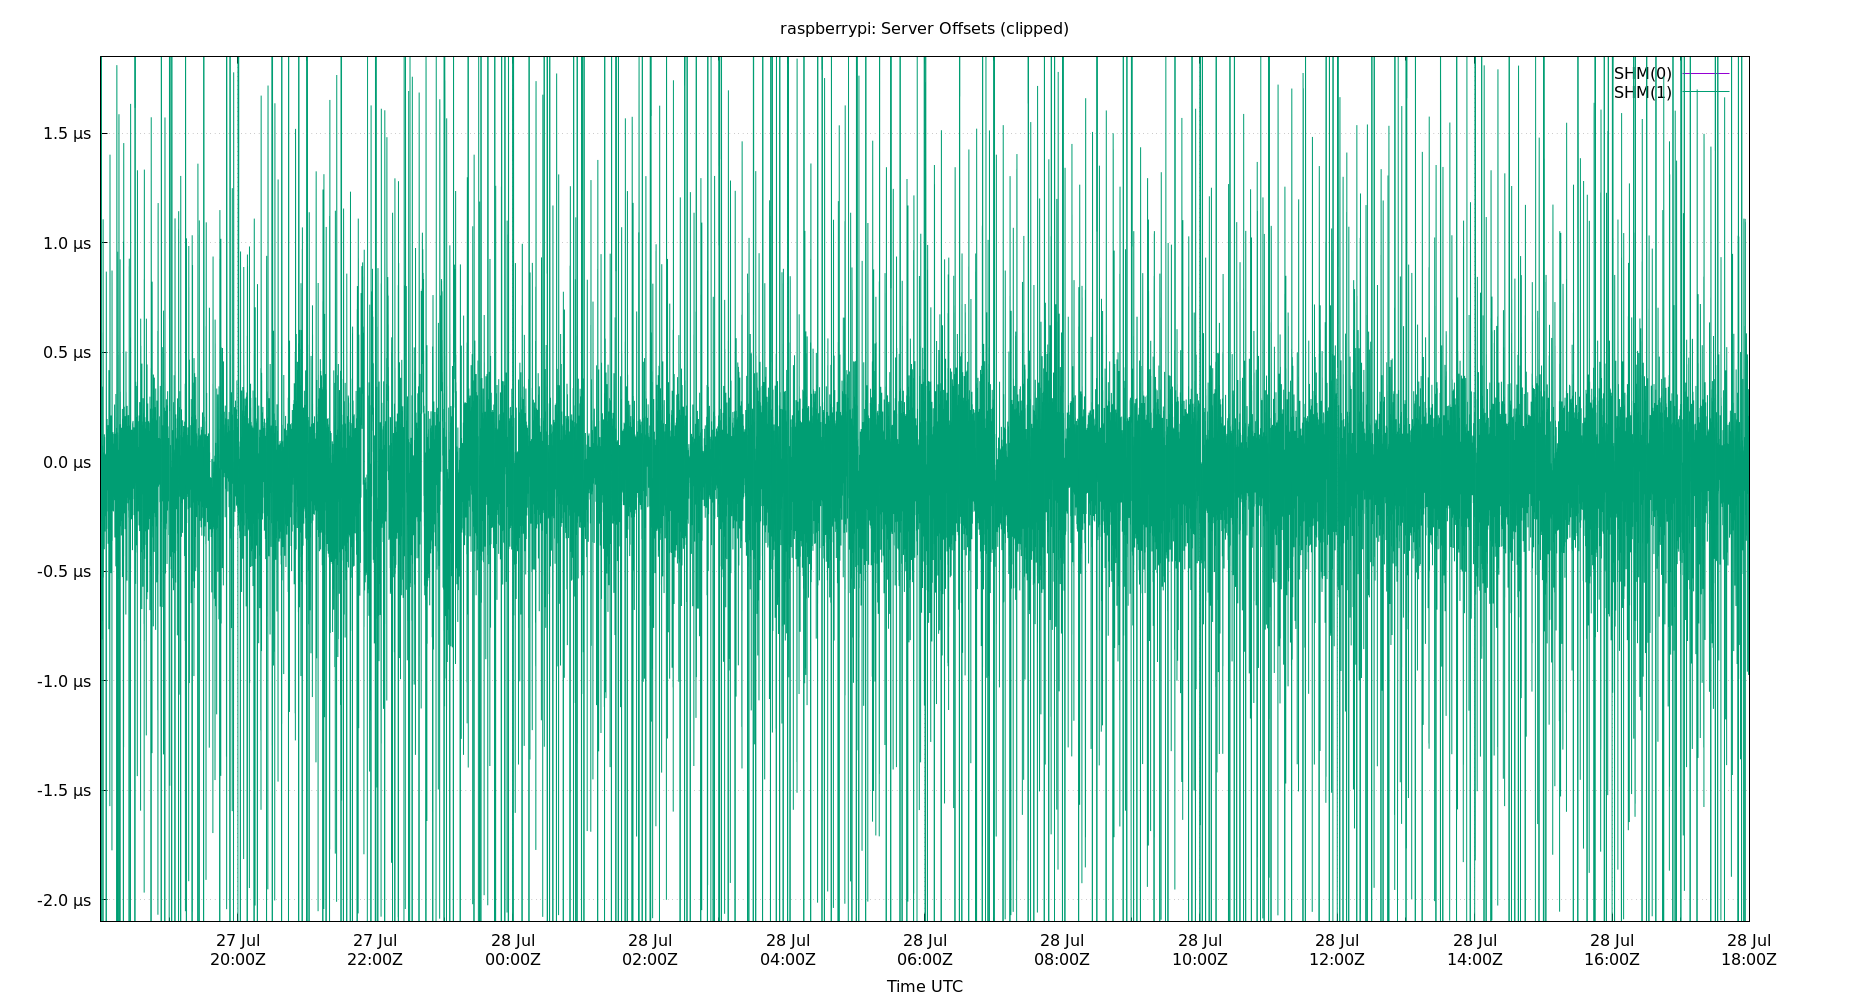 raspberrypi: Server Offsets (clipped)
SHM(0)
SHM(1)
1.5 µs
1.0 µs
0.5 µs
0.0 µs
-0.5 µs
-1.0 µs
-1.5 µs
-2.0 µs
27 Jul 27 Jul 28 Jul 28 Jul 28 Jul 28 Jul 28 Jul 28 Jul 28 Jul 28 Jul 28 Jul 28 Jul
20:00Z 22:00Z 00:00Z 02:00Z 04:00Z 06:00Z 08:00Z 10:00Z 12:00Z 14:00Z 16:00Z 18:00Z
Time UTC